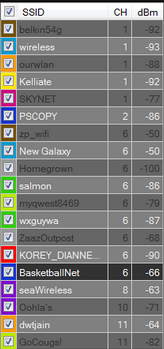 SSID CH dBm
belkin54g 1 -92
wireless 1 -93
ourwlan 1 -88
Kelliate 1 -86
SKYNET 1 -77
PSCOPY 2 -86
zp_wifi 6 -50
New Galaxy 6 -50
Homegrown 6 -100
salmon 6 -86
myqwest8469 6 -79
wxguywa 6 -87
ZaazOutpost 6 -68
KOREY_DIANNE... 6 -90
BasketballNet 6 -66
seaWireless 8 -63
Oohla's 10 -71
dwtjain 11 -64
GoCougs! 11 -82